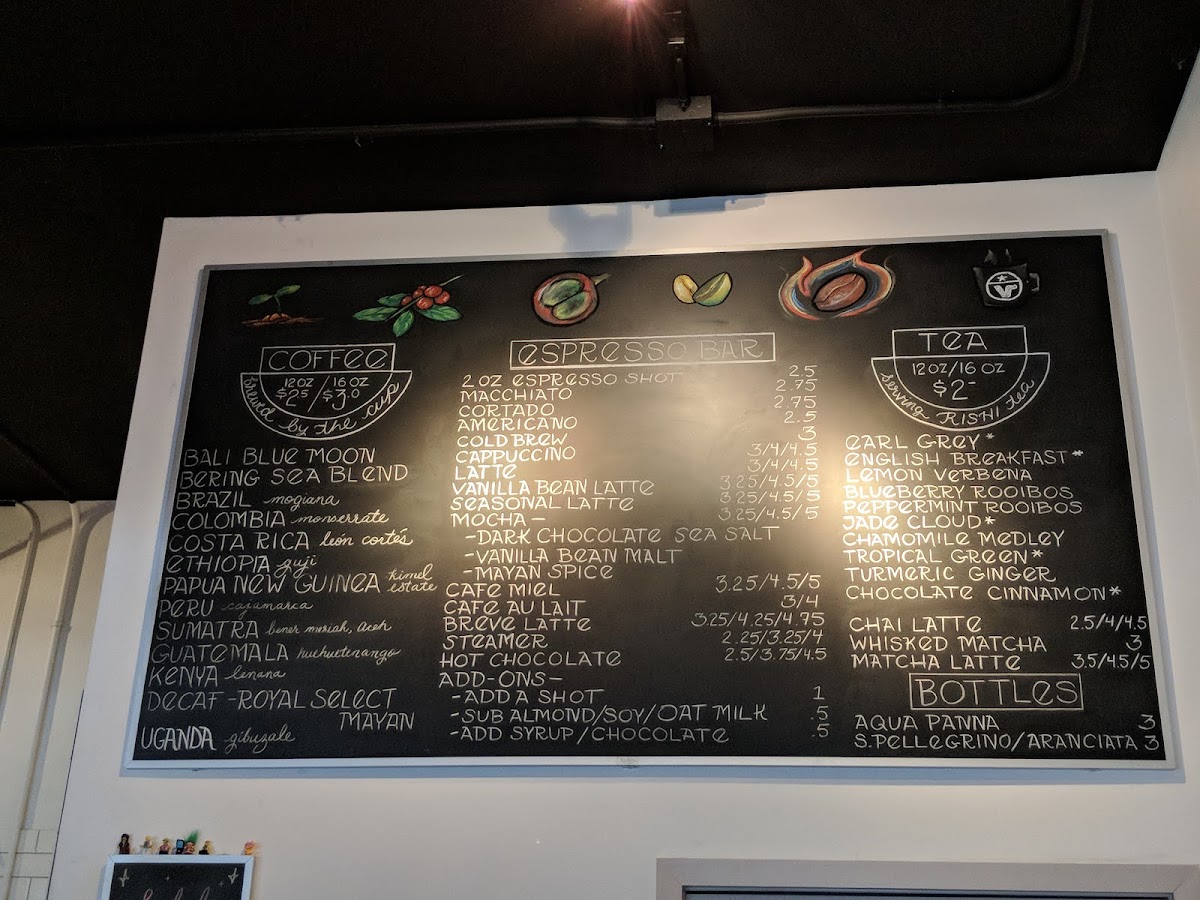 COFFEE
12 OZ / 16 OZ
$2.5 / $3.0
brewed by the cup
BALI BLUE MOON
BERING SEA BLEND
BRAZIL mogiana
COLOMBIA monserrate
COSTA RICA león cortés
ETHIOPIA guji
PAPUA NEW GUINEA kimel estate
PERU cajamarca
SUMATRA bener meriah, aceh
GUATEMALA huehuetenango
KENYA
DECAF - ROYAL SELECT
MAYAN
UGANDA gibuzale
ESPRESSO BAR
2 OZ ESPRESSO SHOT 2.5
MACCHIATO 2.75
CORTADO 2.75
AMERICANO 2.5
COLD BREW 3
CAPPUCCINO 3/4/4.5
LATTE 3/4/4.5
VANILLA BEAN LATTE 3.25/4.5/5
SEASONAL LATTE 3.25/4.5/5
MOCHA - 3.25/4.5/5
-DARK CHOCOLATE SEA SALT
-VANILLA BEAN MALT
-MAYAN SPICE
CAFE MIEL 3.25/4.5/5
CAFE AU LAIT 3/4
BREVE LATTE 3.25/4.25/4.75
STEAMER 2.25/3.25/4
HOT CHOCOLATE 2.5/3.75/4.5
ADD-ONS-
-ADD A SHOT 1
-SUB ALMOND/SOY/OAT MILK .5
-ADD SYRUP/CHOCOLATE .5
VP
TEA
12 OZ/16 OZ
$2-
serving RISHI tea
EARL GREY*
ENGLISH BREAKFAST*
LEMON VERBENA
BLUEBERRY ROOIBOS
PEPPERMINT ROOIBOS
JADE CLOUD*
CHAMOMILE MEDLEY
TROPICAL GREEN*
TURMERIC GINGER
CHOCOLATE CINNAMON*
CHAI LATTE 2.5/4/4.5
WHISKED MATCHA 3
MATCHA LATTE 3.5/4.5/5
BOTTLES
AQUA PANNA 3
S.PELLEGRINO/ARANCIATA 3